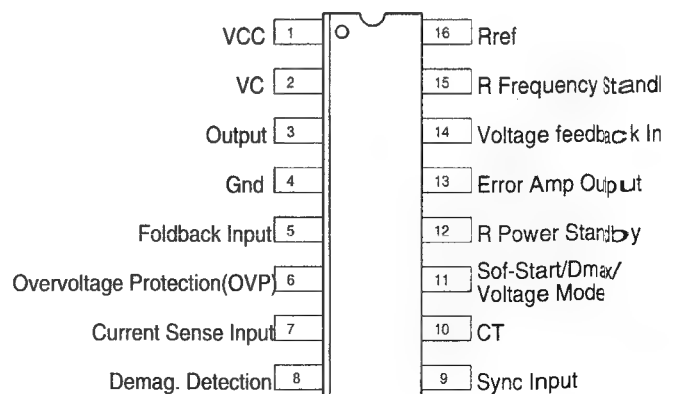 VCC 1 16 Rref
VC 2 15 R Frequency Standl
Output 3 14 Voltage feedback In
Gnd 4 13 Error Amp Ouput
Foldback Input 5 12 R Power Standby
Overvoltage Protection(OVP) 6 11 Sof-Start/Dmax/
Voltage Mode
Current Sense Input 7 10 CT
Demag. Detection 8 9 Sync Input